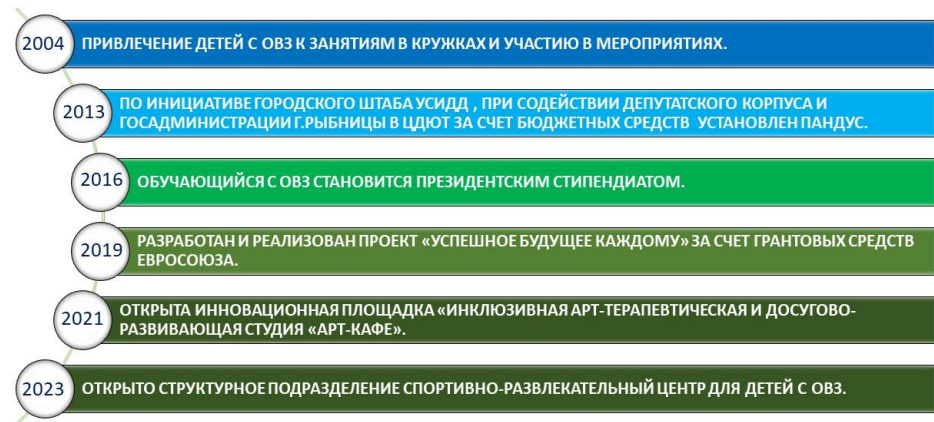 2004
ПРИВЛЕЧЕНИЕ ДЕТЕЙ С ОВЗ К ЗАНЯТИЯМ В КРУЖКАХ И УЧАСТИЮ В МЕРОПРИЯТИЯХ.
2013
ПО ИНИЦИАТИВЕ ГОРОДСКОГО ШТАБА УСИДД , ПРИ СОДЕЙСТВИИ ДЕПУТАТСКОГО КОРПУСА И
ГОСАДМИНИСТРАЦИИ Г.РЫБНИЦЫ В ЦДЮТ ЗА СЧЕТ БЮДЖЕТНЫХ СРЕДСТВ УСТАНОВЛЕН ПАНДУС.
2016
ОБУЧАЮЩИЙСЯ С ОВЗ СТАНОВИТСЯ ПРЕЗИДЕНТСКИМ СТИПЕНДИАТОМ.
2019
РАЗРАБОТАН И РЕАЛИЗОВАН ПРОЕКТ «УСПЕШНОЕ БУДУЩЕЕ КАЖДОМУ» ЗА СЧЕТ ГРАНТОВЫХ СРЕДСТВ
ЕВРОСОЮЗА.
2021
ОТКРЫТА ИННОВАЦИОННАЯ ПЛОЩАДКА «ИНКЛЮЗИВНАЯ АРТ-ТЕРАПЕВТИЧЕСКАЯ И ДОСУГОВО-
РАЗВИВАЮЩАЯ СТУДИЯ «АРТ-КАФЕ».
2023
ОТКРЫТО СТРУКТУРНОЕ ПОДРАЗДЕЛЕНИЕ СПОРТИВНО-РАЗВЛЕКАТЕЛЬНЫЙ ЦЕНТР ДЛЯ ДЕТЕЙ С ОВЗ.